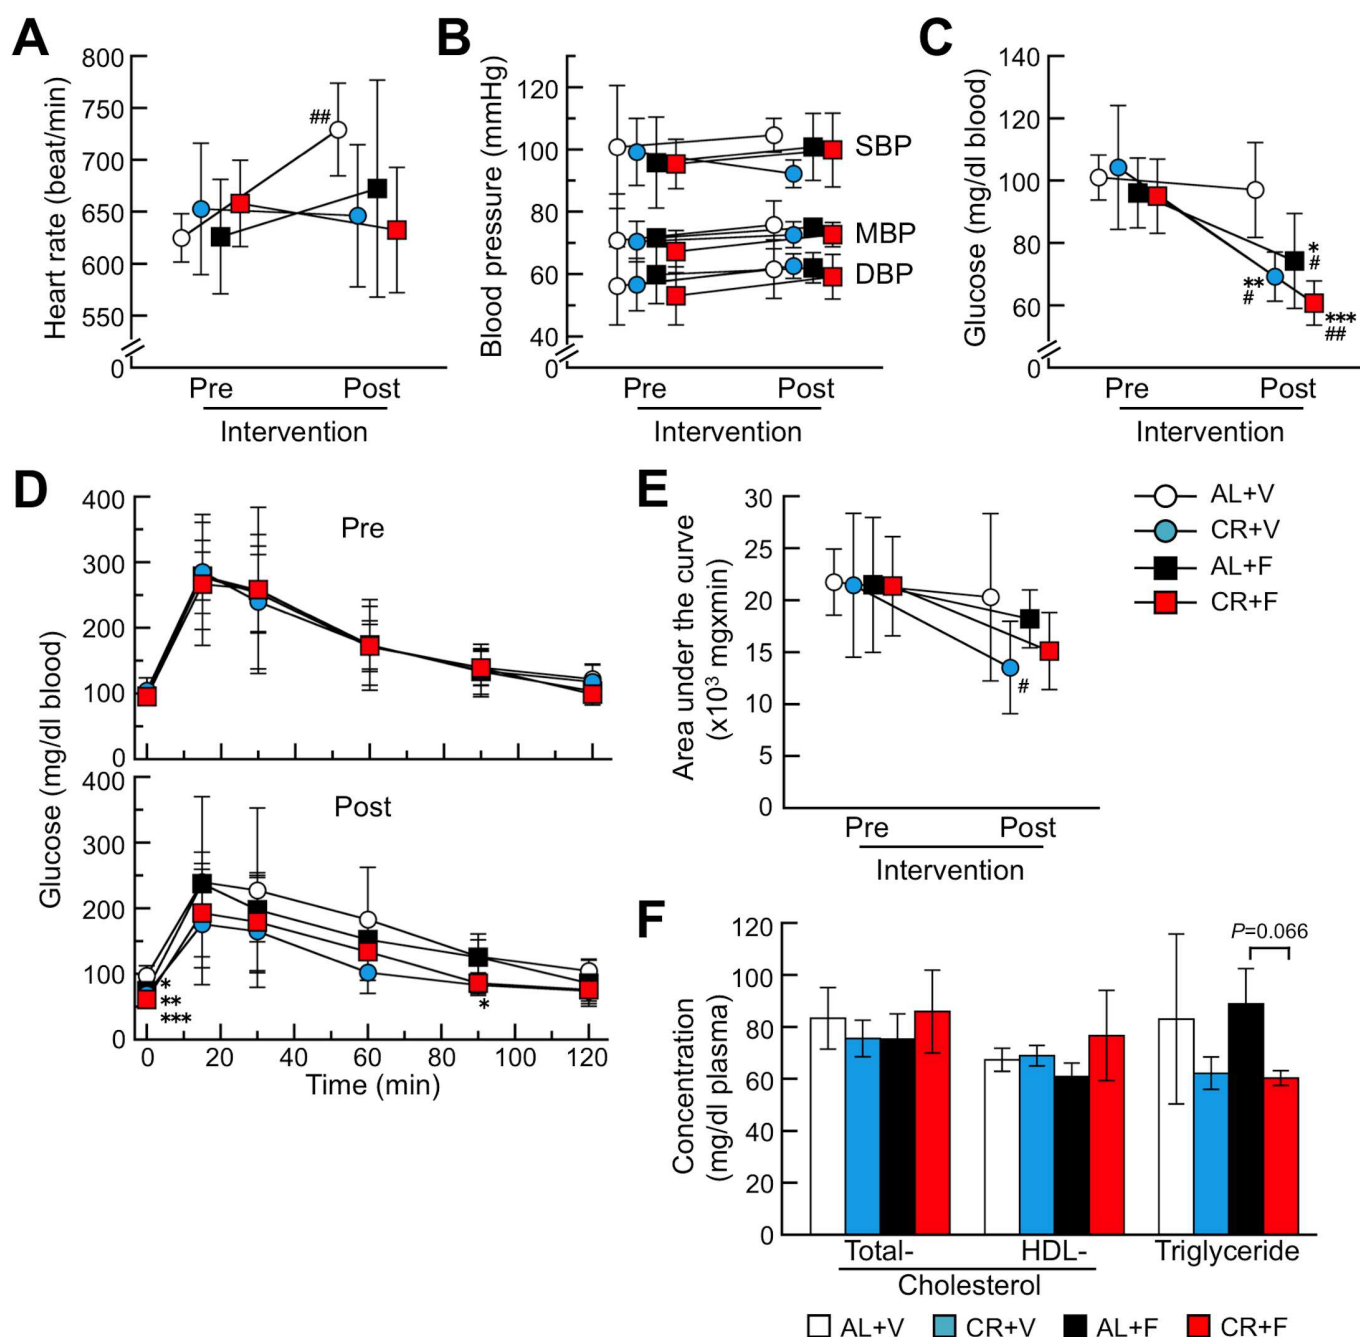 A
Heart rate (beat/min)
800
750
700
650
600
550
0
##
Pre Post
Intervention
B
Blood pressure (mmHg)
120
100
80
60
40
SBP
MBP
DBP
Pre Post
Intervention
C
Glucose (mg/dl blood)
140
120
100
80
60
0
*
#
**
#
***
##
Pre Post
Intervention
D
Glucose (mg/dl blood)
400
300
200
100
0
Pre
400
300
200
100
0
Post
*
**
***
*
0 20 40 60 80 100 120
Time (min)
E
Area under the curve
(x10³ mgxmin)
30
25
20
15
10
5
0
#
Pre Post
Intervention
AL+V
CR+V
AL+F
CR+F
F
Concentration
(mg/dl plasma)
120
100
80
60
40
20
0
P=0.066
Total- HDL- Triglyceride
Cholesterol
AL+V CR+V AL+F CR+F